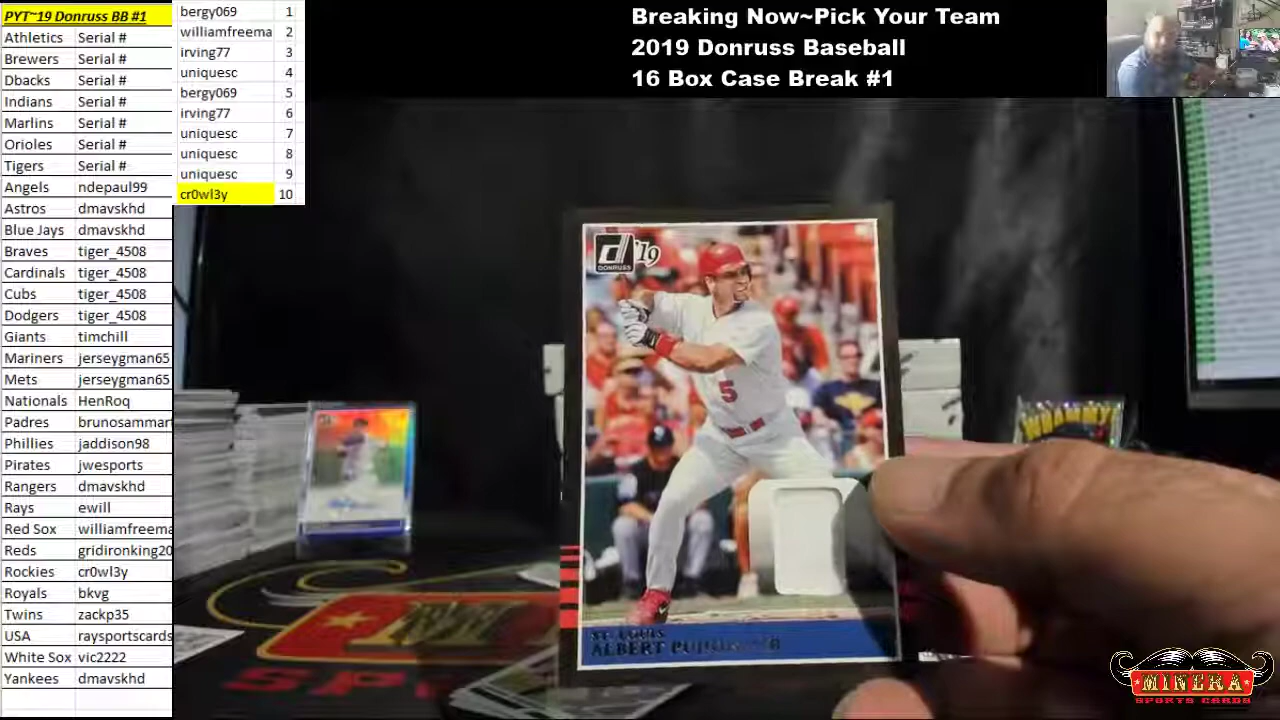 PYT~19 Donruss BB #1
Athletics Serial #
Brewers Serial #
Dbacks Serial #
Indians Serial #
Marlins Serial #
Orioles Serial #
Tigers Serial #
Angels ndepaul99
Astros dmavskhd
Blue Jays dmavskhd
Braves tiger_4508
Cardinals tiger_4508
Cubs tiger_4508
Dodgers tiger_4508
Giants timchill
Mariners jerseygman65
Mets jerseygman65
Nationals HenRoq
Padres brunosammar
Phillies jaddison98
Pirates jwesports
Rangers dmavskhd
Rays ewill
Red Sox williamfreema
Reds gridironking20
Rockies cr0wl3y
Royals bkvg
Twins zackp35
USA raysportscards
White Sox vic2222
Yankees dmavskhd
bergy069 1
williamfreema 2
irving77 3
uniquesc 4
bergy069 5
irving77 6
uniquesc 7
uniquesc 8
uniquesc 9
cr0wl3y 10
Breaking Now~Pick Your Team
2019 Donruss Baseball
16 Box Case Break #1
d '19
DONRUSS
5
ST. LOUIS
ALBERT PUJOLS
WHAMMY
MINERA
SPORTS CARDS